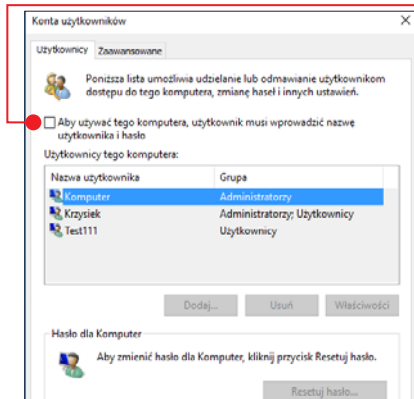 Konta użytkowników
Użytkownicy Zaawansowane
Poniższa lista umożliwia udzielanie lub odmawianie użytkownikom
dostępu do tego komputera, zmianę haseł i innych ustawień.
Aby używać tego komputera, użytkownik musi wprowadzić nazwę
użytkownika i hasło
Użytkownicy tego komputera:
Nazwa użytkownika Grupa
Komputer Administratorzy
Krzysiek Administratorzy; Użytkownicy
Test111 Użytkownicy
Dodaj... Usuń Właściwości
Hasło dla Komputer
Aby zmienić hasło dla Komputer, kliknij przycisk Resetuj hasło.
Resetuj hasło...